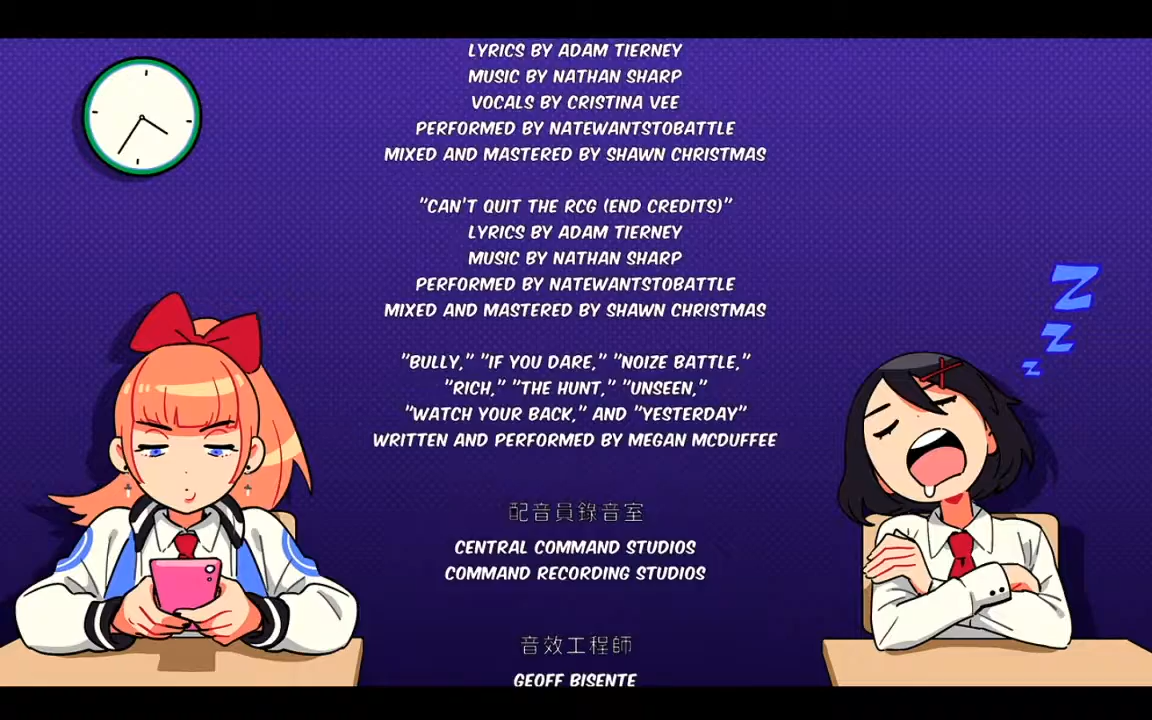 LYRICS BY ADAM TIERNEY
MUSIC BY NATHAN SHARP
VOCALS BY CRISTINA VEE
PERFORMED BY NATEWANTSTOBATTLE
MIXED AND MASTERED BY SHAWN CHRISTMAS
"CAN'T QUIT THE RCG (END CREDITS)"
LYRICS BY ADAM TIERNEY
MUSIC BY NATHAN SHARP
PERFORMED BY NATEWANTSTOBATTLE
MIXED AND MASTERED BY SHAWN CHRISTMAS
"BULLY," "IF YOU DARE," "NOIZE BATTLE,"
"RICH," "THE HUNT," "UNSEEN,"
"WATCH YOUR BACK," AND "YESTERDAY"
WRITTEN AND PERFORMED BY MEGAN MCDUFFEE
Z
Z
Z
配音員錄音室
CENTRAL COMMAND STUDIOS
COMMAND RECORDING STUDIOS
音效工程師
GEOFF BISENTE